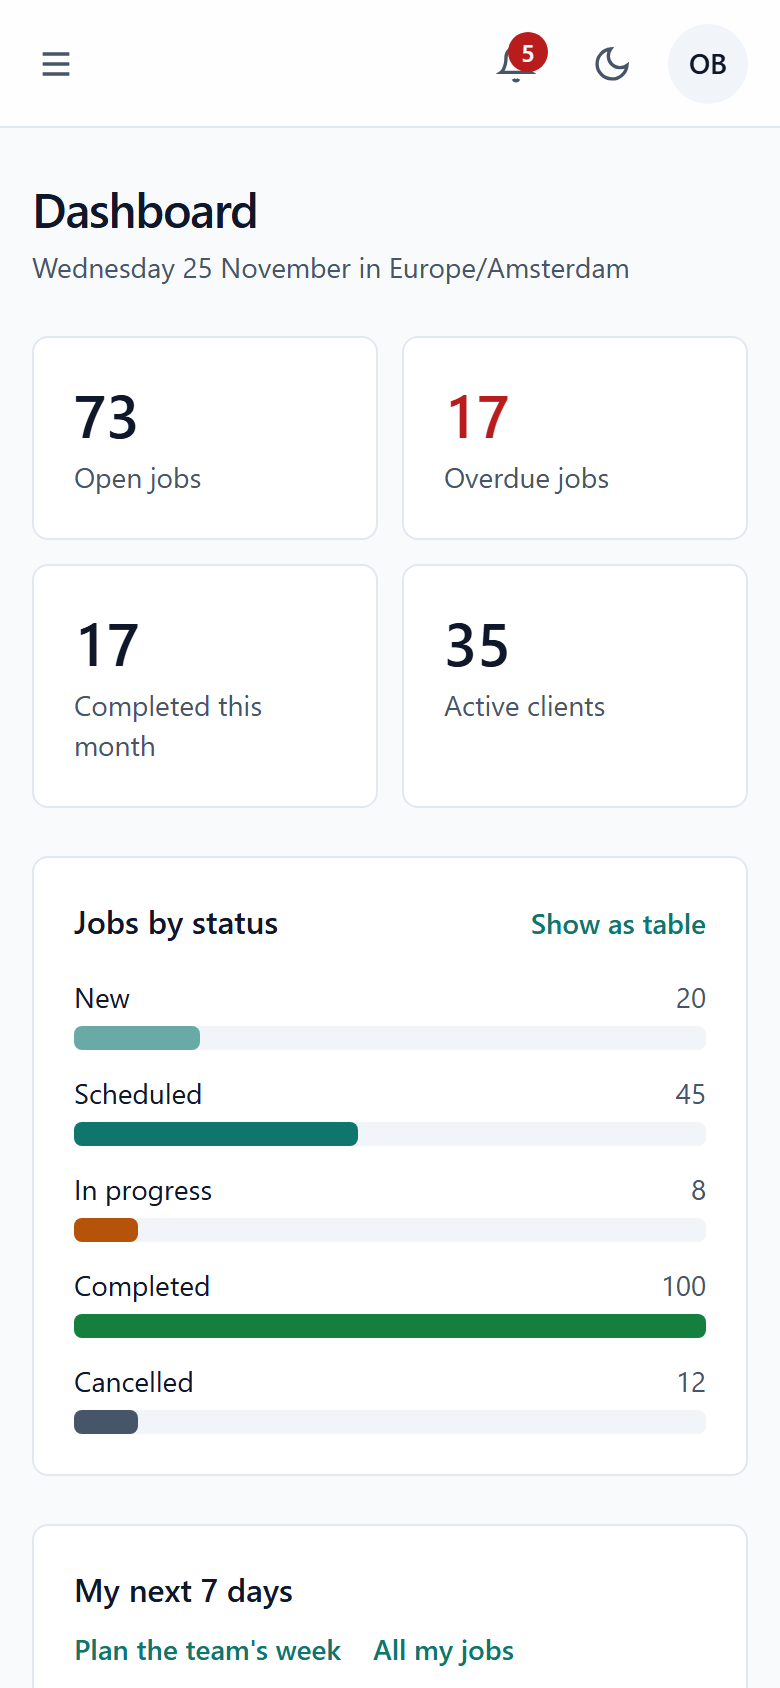 5
OB
Dashboard
Wednesday 25 November in Europe/Amsterdam
73
Open jobs
17
Overdue jobs
17
Completed this
month
35
Active clients
Jobs by status
Show as table
New 20
Scheduled 45
In progress 8
Completed 100
Cancelled 12
My next 7 days
Plan the team's week All my jobs